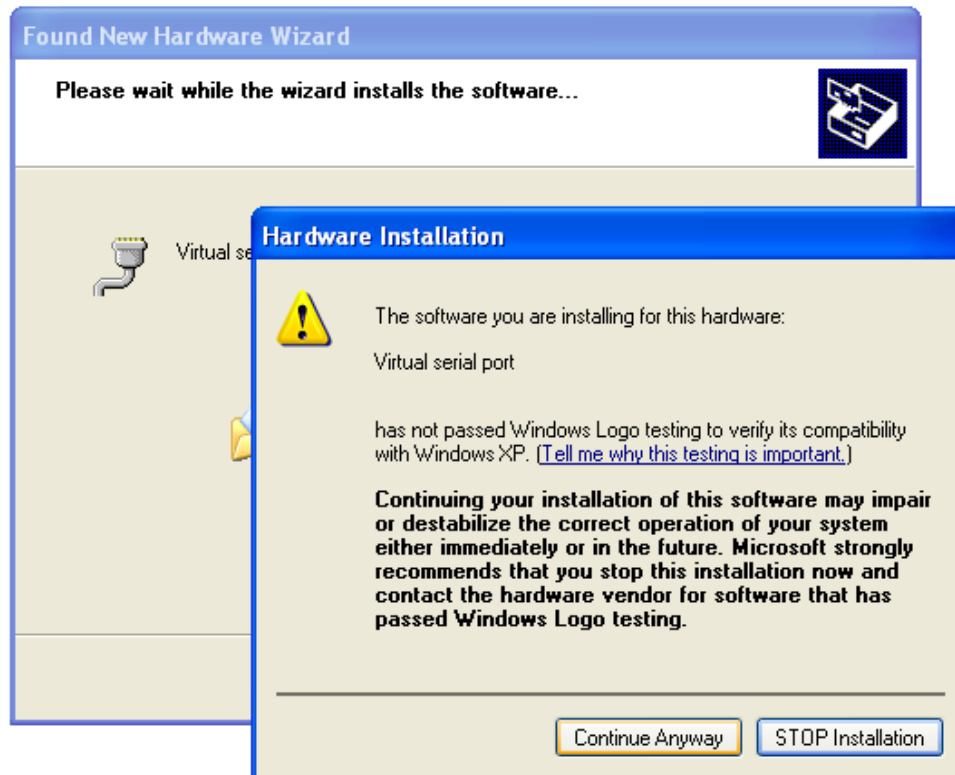 Found New Hardware Wizard
Please wait while the wizard installs the software...
Virtual se
Hardware Installation
The software you are installing for this hardware:
Virtual serial port
has not passed Windows Logo testing to verify its compatibility
with Windows XP. (Tell me why this testing is important.)
Continuing your installation of this software may impair
or destabilize the correct operation of your system
either immediately or in the future. Microsoft strongly
recommends that you stop this installation now and
contact the hardware vendor for software that has
passed Windows Logo testing.
Continue Anyway
STOP Installation